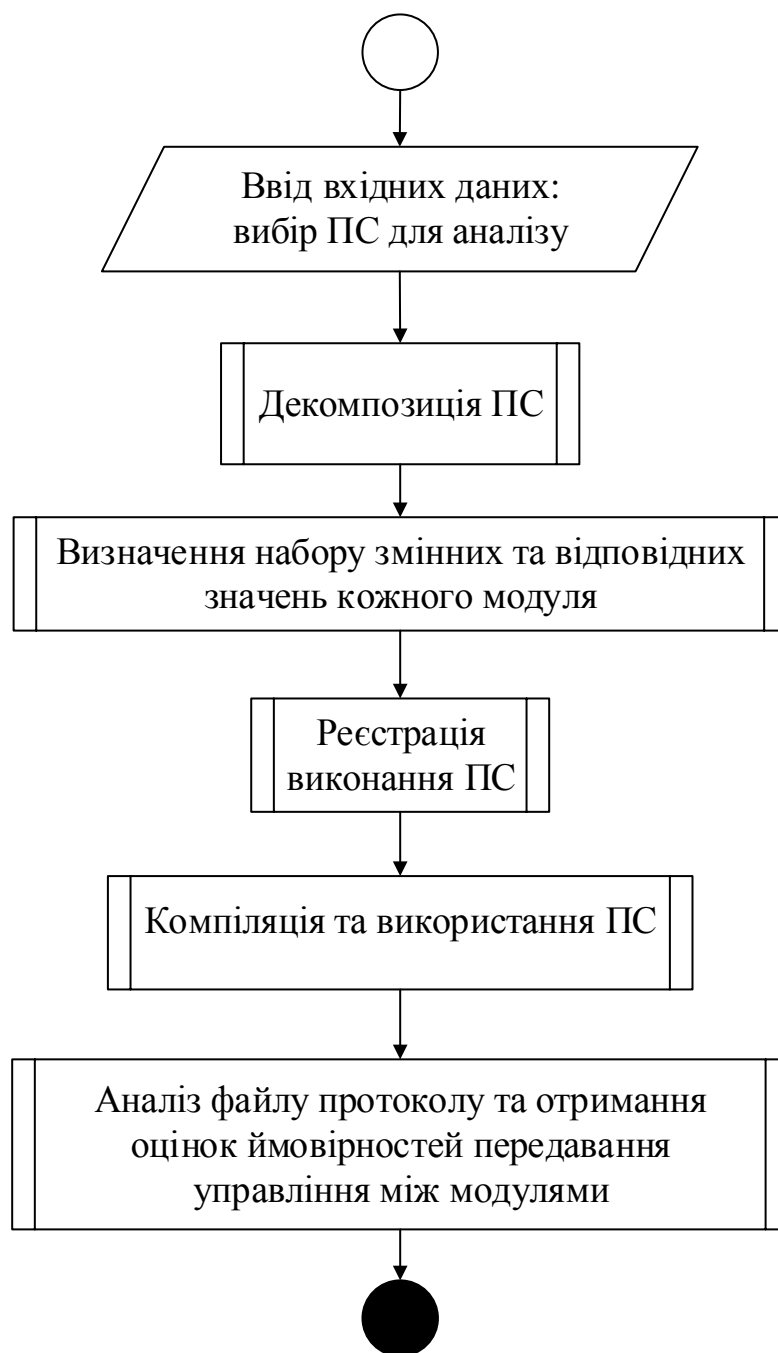 Ввід вхідних даних:
вибір ПС для аналізу
Декомпозиція ПС
Визначення набору змінних та відповідних
значень кожного модуля
Реєстрація
виконання ПС
Компіляція та використання ПС
Аналіз файлу протоколу та отримання
оцінок ймовірностей передавання
управління між модулями